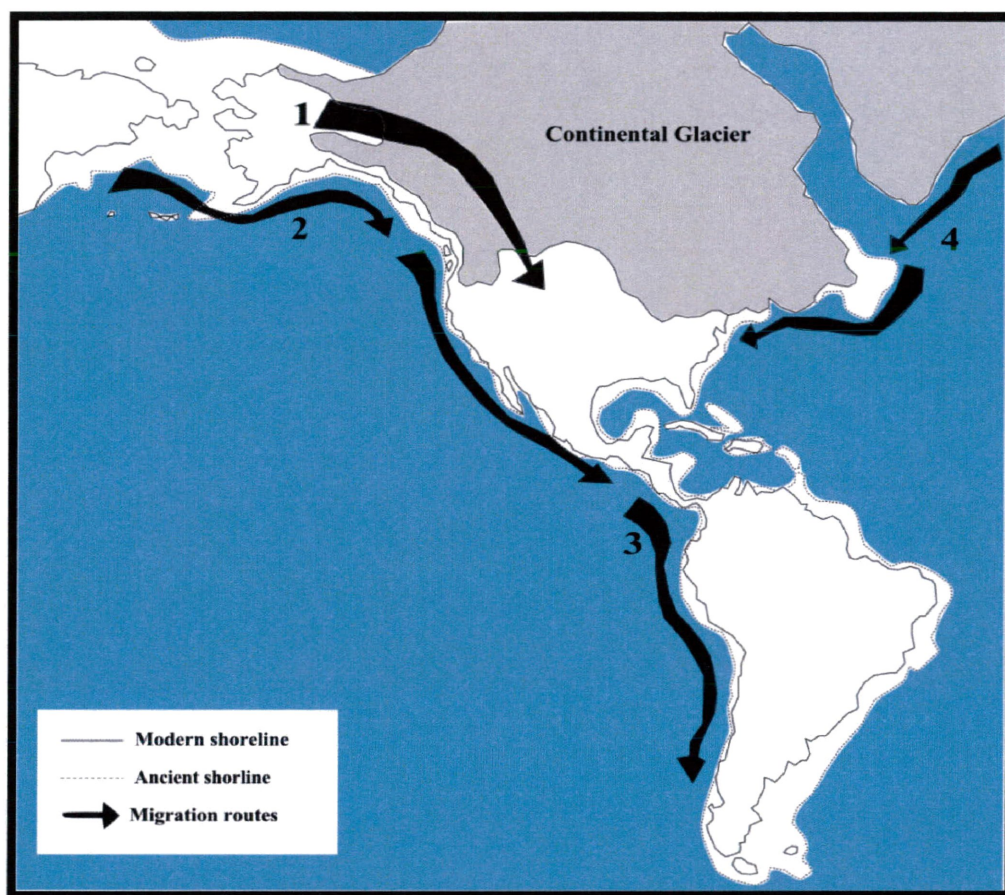 1
Continental Glacier
2
4
3
Modern shoreline
Ancient shorline
Migration routes